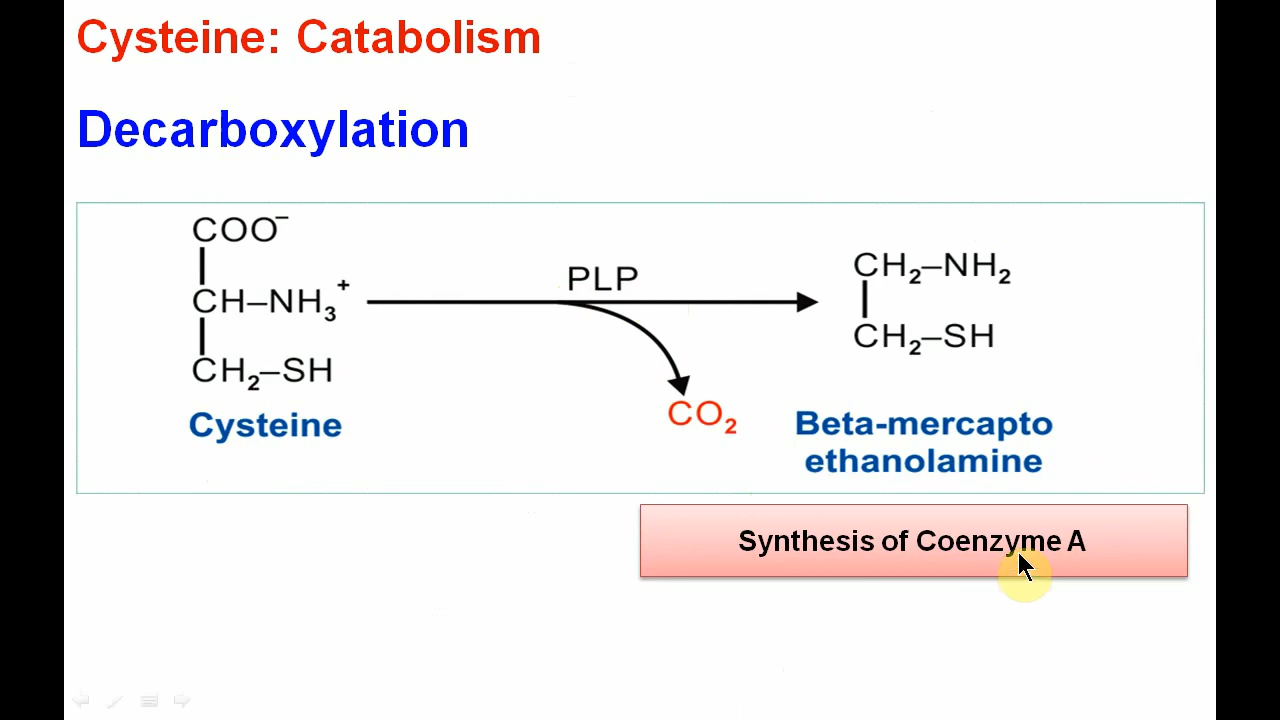 Cysteine: Catabolism
Decarboxylation
COO⁻
CH–NH₃⁺
CH₂–SH
Cysteine
PLP
CO₂
CH₂–NH₂
CH₂–SH
Beta-mercapto
ethanolamine
Synthesis of Coenzyme A